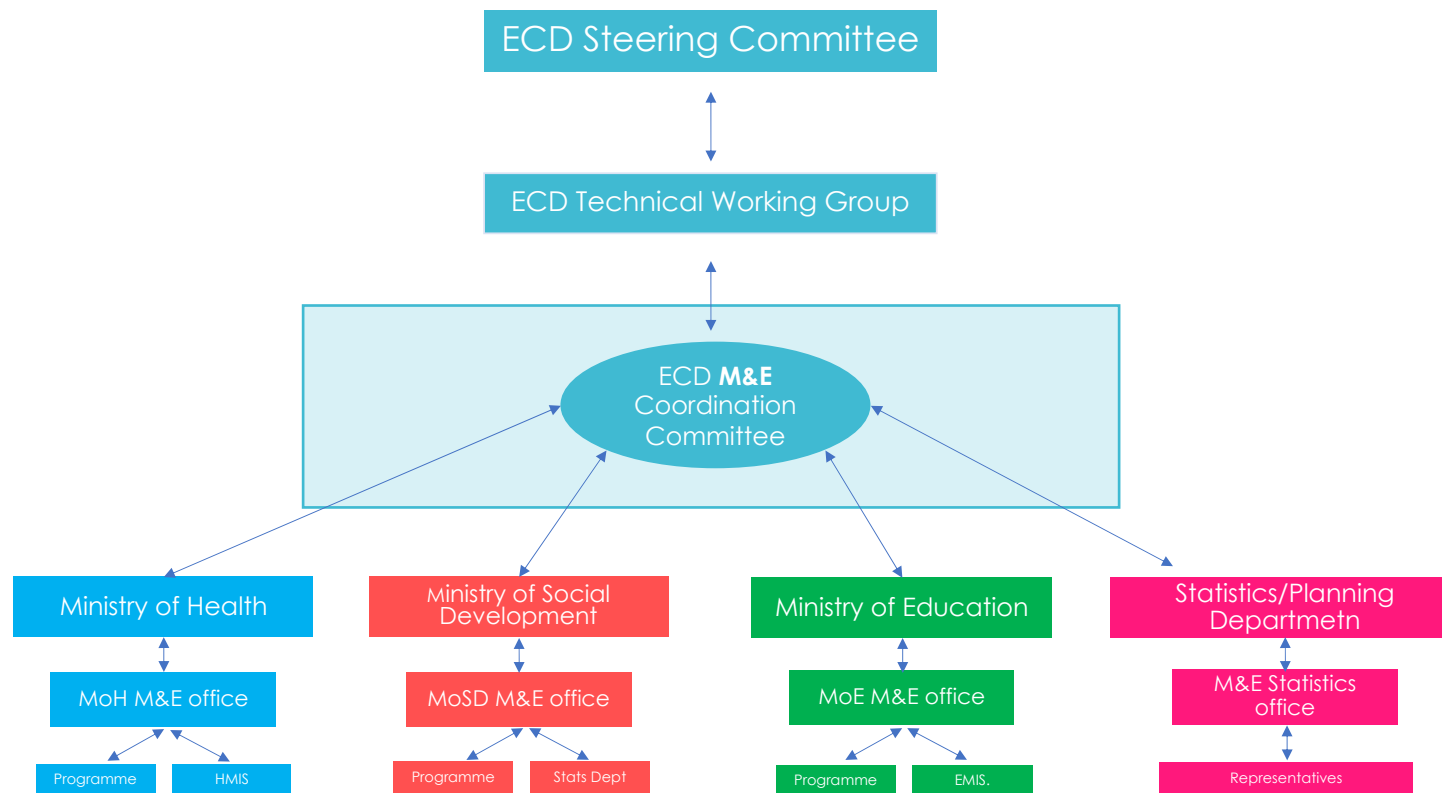 ECD Steering Committee
ECD Technical Working Group
ECD M&E
Coordination
Committee
Ministry of Health
Ministry of Social
Development
Ministry of Education
Statistics/Planning
Departmetn
MoH M&E office
MoSD M&E office
MoE M&E office
M&E Statistics
office
Programme
HMIS
Programme
Stats Dept
Programme
EMIS.
Representatives